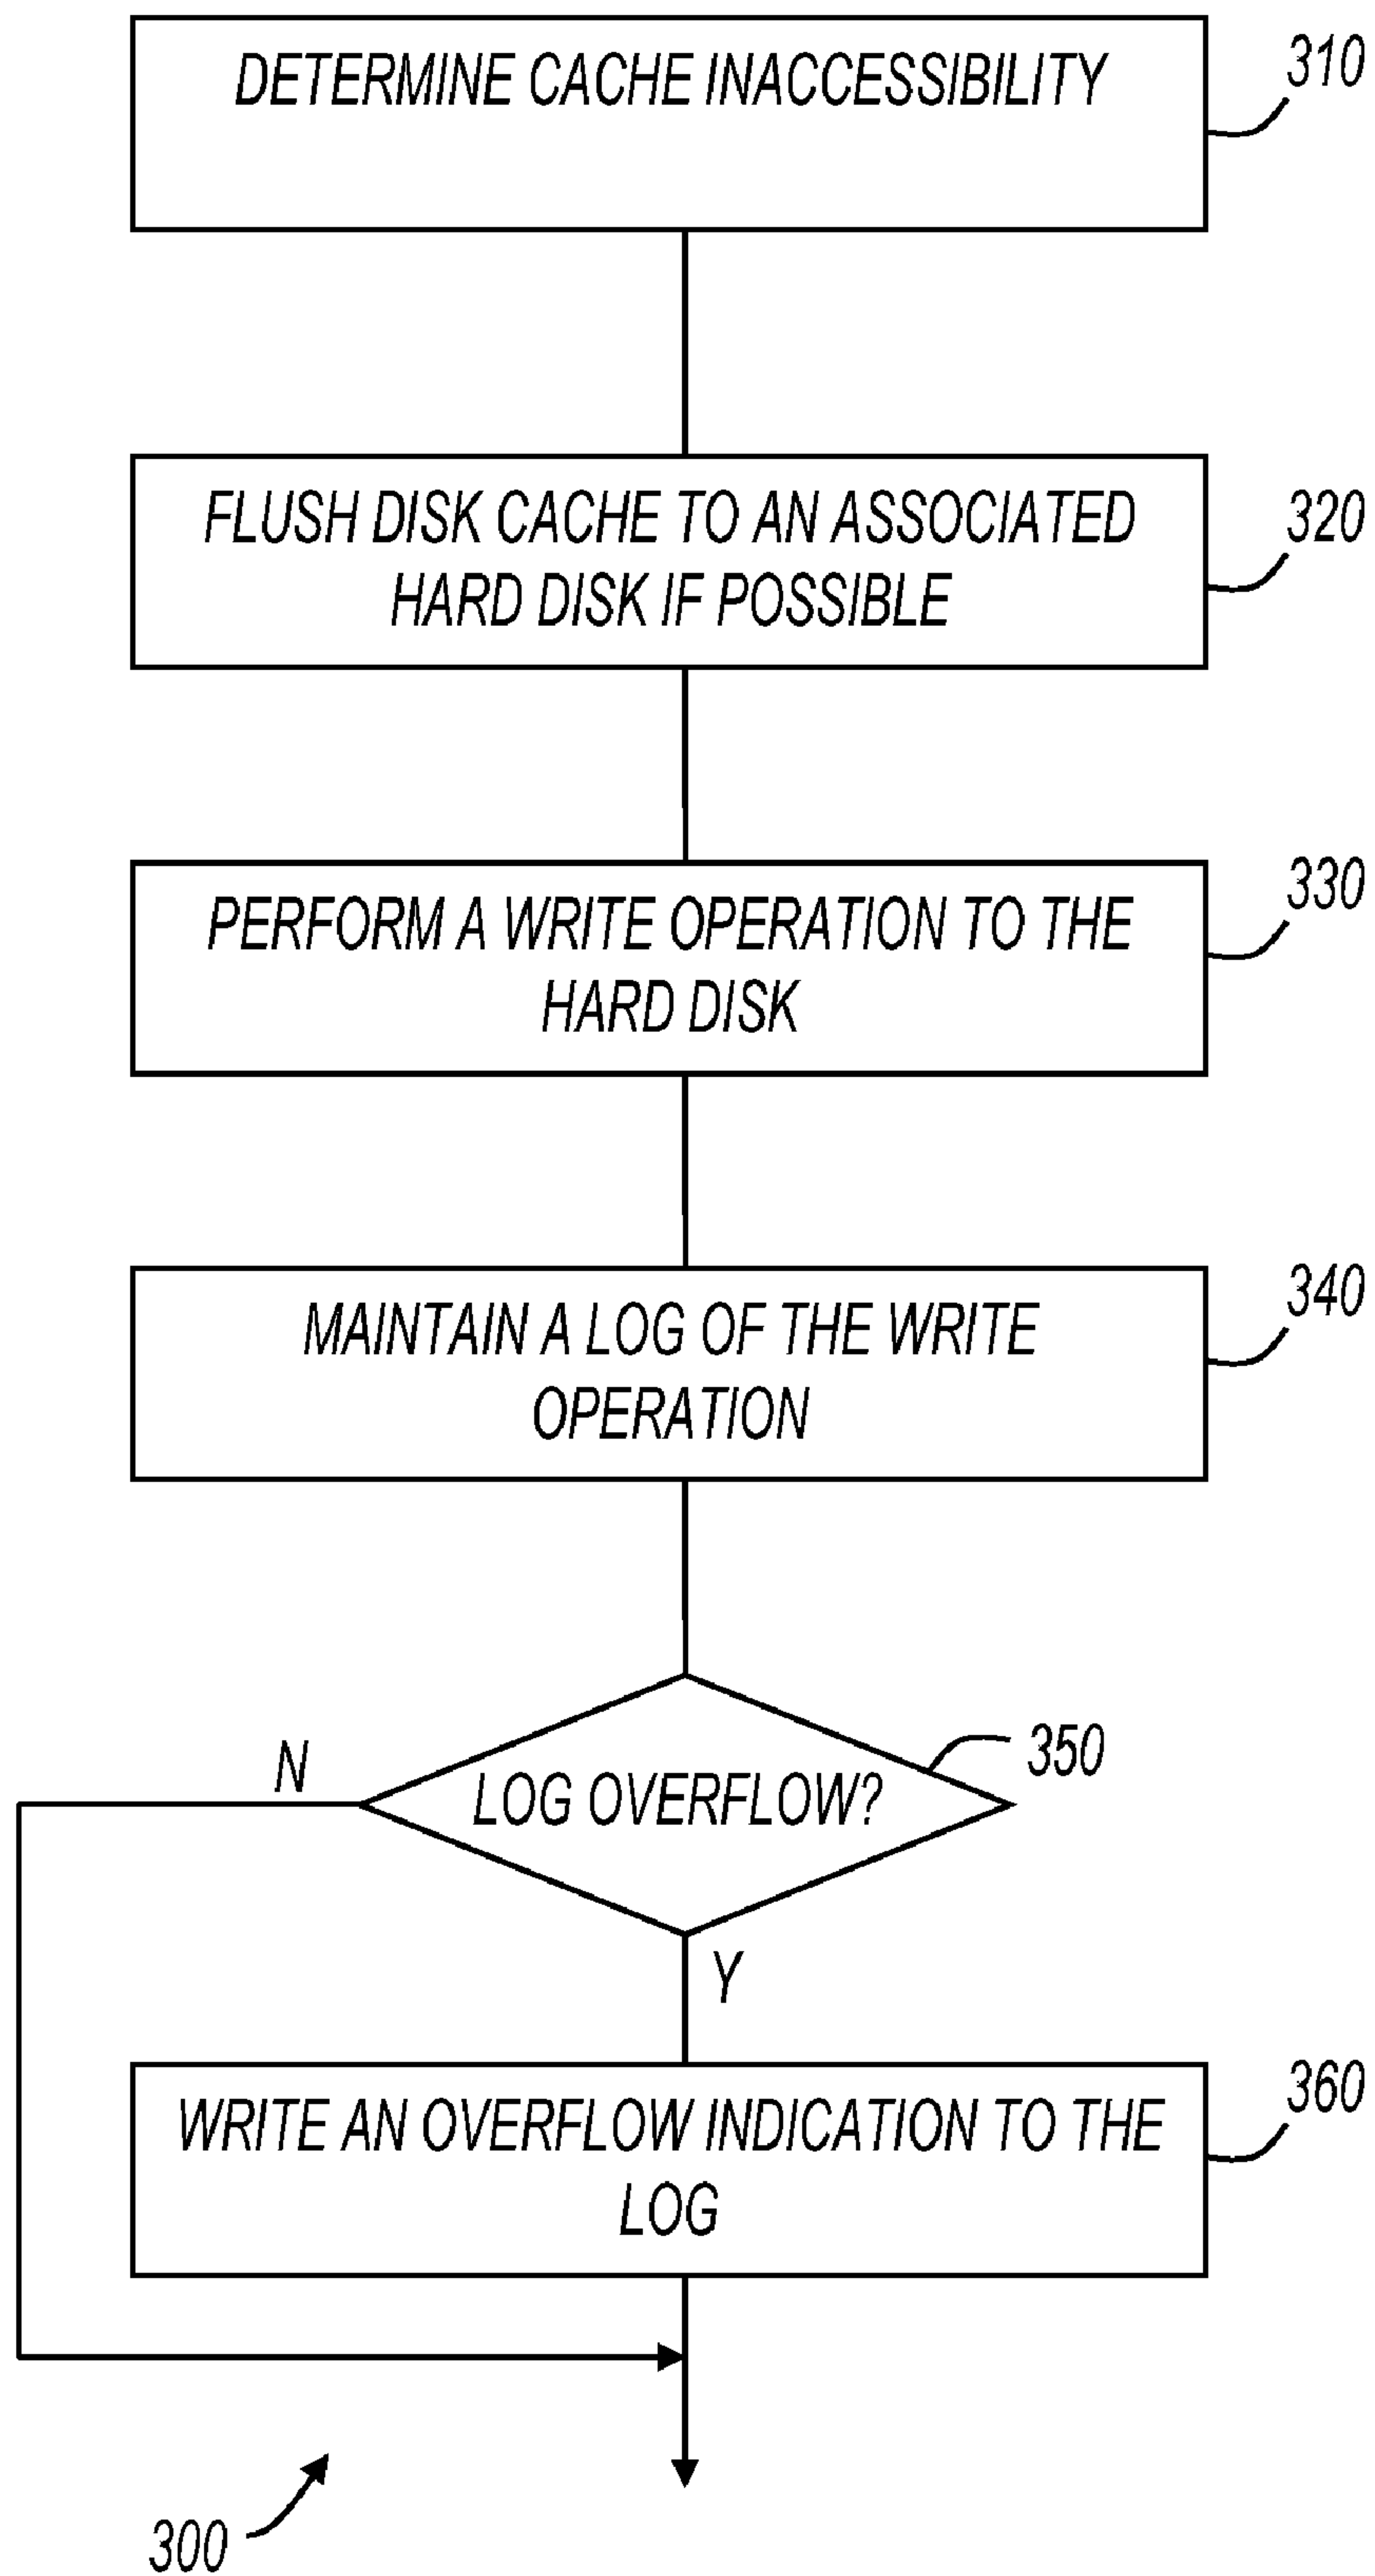 DETERMINE CACHE INACCESSIBILITY
310
FLUSH DISK CACHE TO AN ASSOCIATED
HARD DISK IF POSSIBLE
320
PERFORM A WRITE OPERATION TO THE
HARD DISK
330
MAINTAIN A LOG OF THE WRITE
OPERATION
340
LOG OVERFLOW?
350
N
Y
WRITE AN OVERFLOW INDICATION TO THE
LOG
360
300